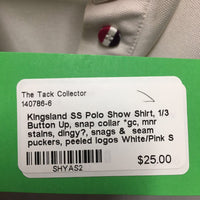 The Tack Collector
140786-6
Kingsland SS Polo Show Shirt, 1/3
Button Up, snap collar *gc, mnr
stains, dingy?, snags & seam
puckers, peeled logos White/Pink S
$25.00
SHYAS2